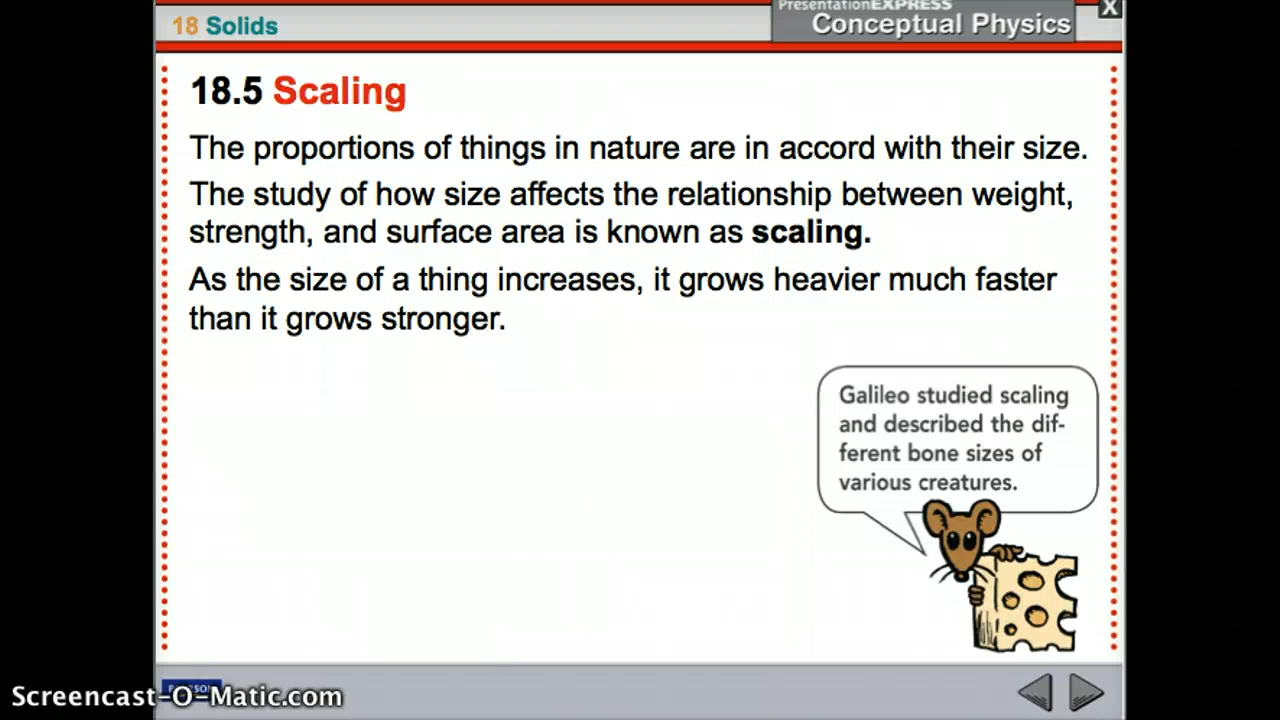 PresentationEXPRESS
X
18 Solids
Conceptual Physics
18.5 Scaling
The proportions of things in nature are in accord with their size.
The study of how size affects the relationship between weight,
strength, and surface area is known as scaling.
As the size of a thing increases, it grows heavier much faster
than it grows stronger.
Galileo studied scaling
and described the dif-
ferent bone sizes of
various creatures.
Screencast-O-Matic.com